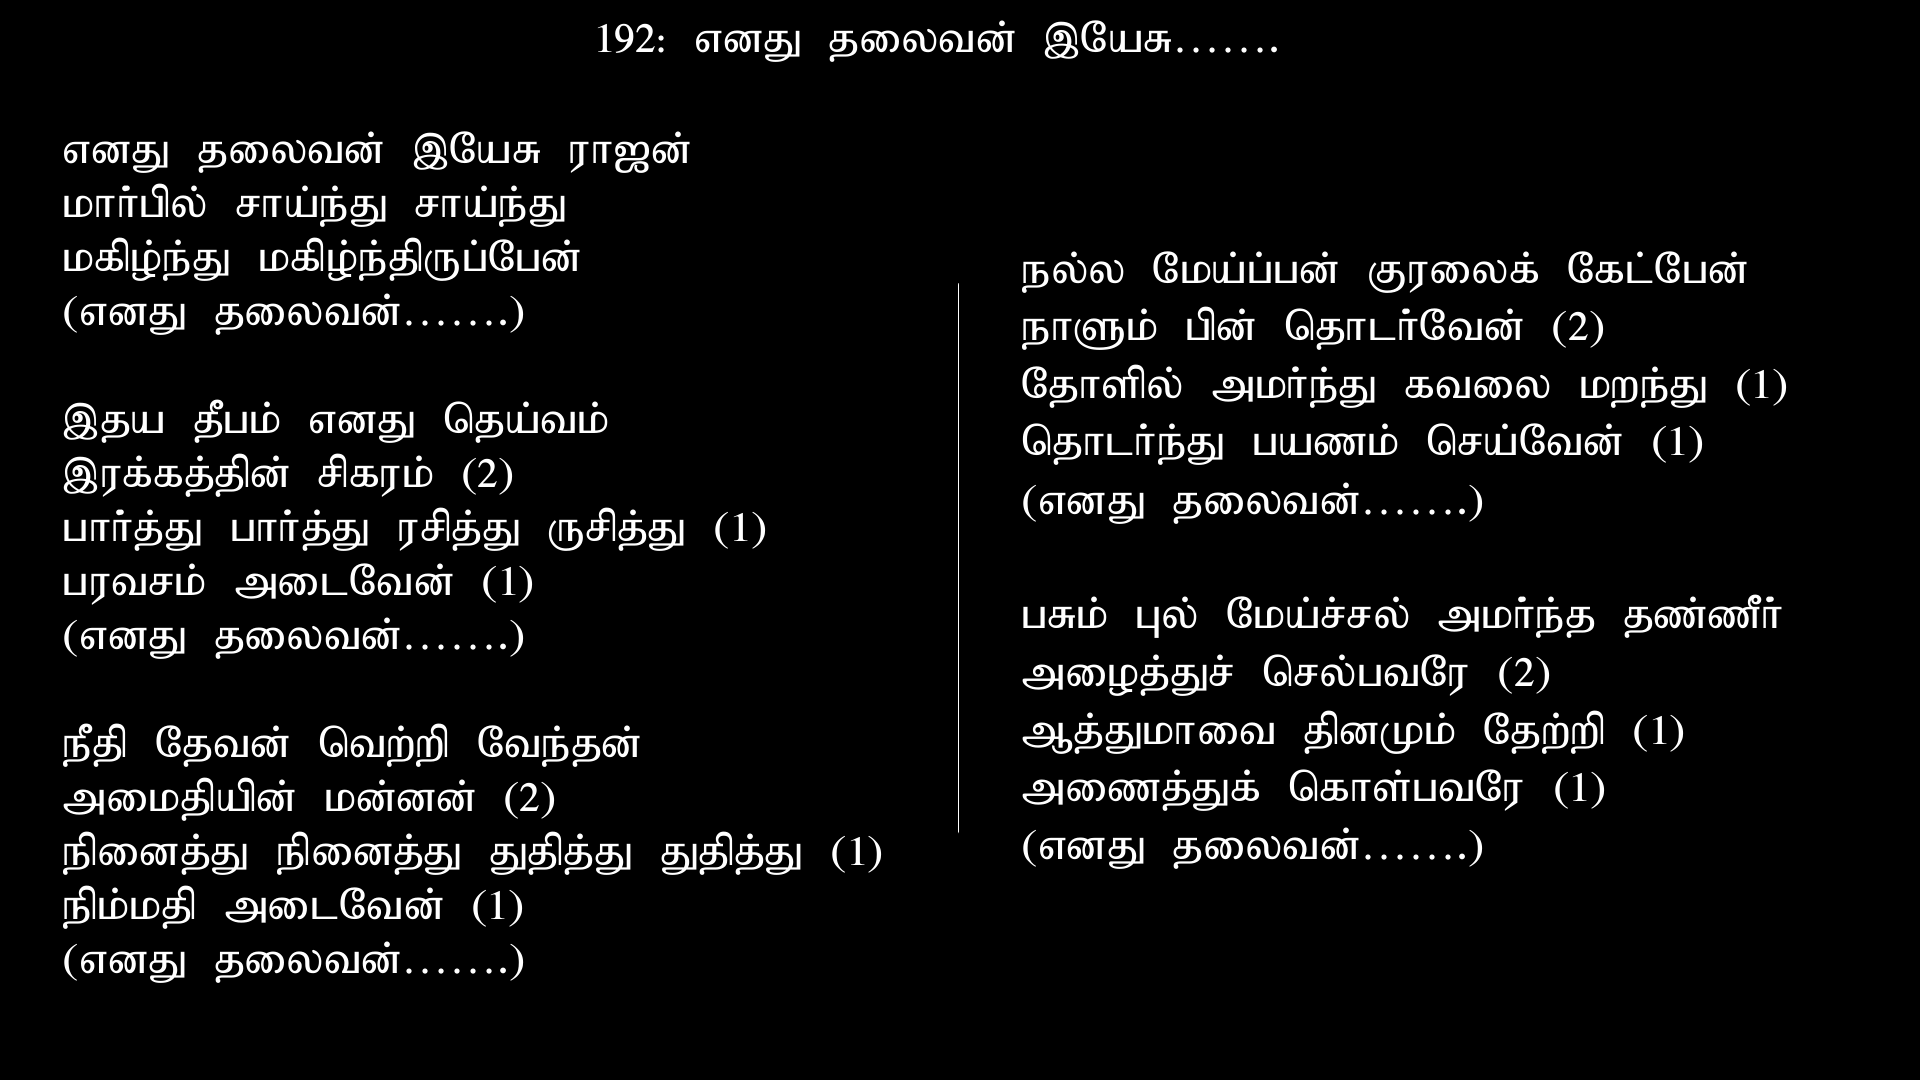 192: எனது தலைவன் இயேசு.......
எனது தலைவன் இயேசு ராஜன்
மார்பில் சாய்ந்து சாய்ந்து
மகிழ்ந்து மகிழ்ந்திருப்பேன்
(எனது தலைவன்.......)
இதய தீபம் எனது தெய்வம்
இரக்கத்தின் சிகரம் (2)
பார்த்து பார்த்து ரசித்து ருசித்து (1)
பரவசம் அடைவேன் (1)
(எனது தலைவன்.......)
நீதி தேவன் வெற்றி வேந்தன்
அமைதியின் மன்னன் (2)
நினைத்து நினைத்து துதித்து துதித்து (1)
நிம்மதி அடைவேன் (1)
(எனது தலைவன்.......)
நல்ல மேய்ப்பன் குரலைக் கேட்பேன்
நாளும் பின் தொடர்வேன் (2)
தோளில் அமர்ந்து கவலை மறந்து (1)
தொடர்ந்து பயணம் செய்வேன் (1)
(எனது தலைவன்.......)
பசும் புல் மேய்ச்சல் அமர்ந்த தண்ணீர்
அழைத்துச் செல்பவரே (2)
ஆத்துமாவை தினமும் தேற்றி (1)
அணைத்துக் கொள்பவரே (1)
(எனது தலைவன்.......)